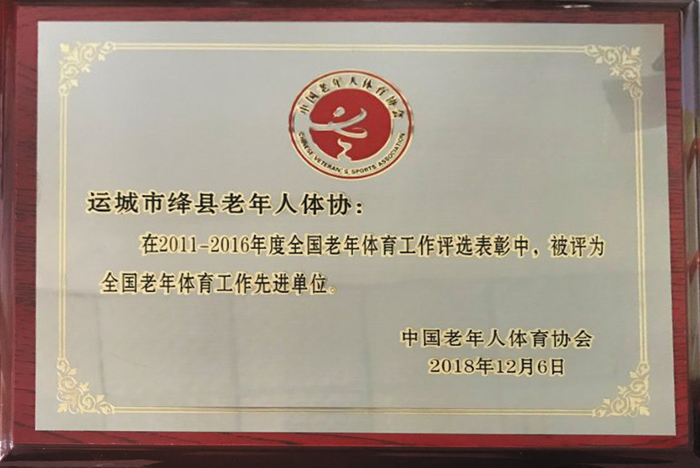 中国老年人体育协会
CHINESE VETERAN'S SPORTS ASSOCIATION
运城市绛县老年人体协：
在2011-2016年度全国老年体育工作评选表彰中，被评为
全国老年体育工作先进单位。
中国老年人体育协会
2018年12月6日